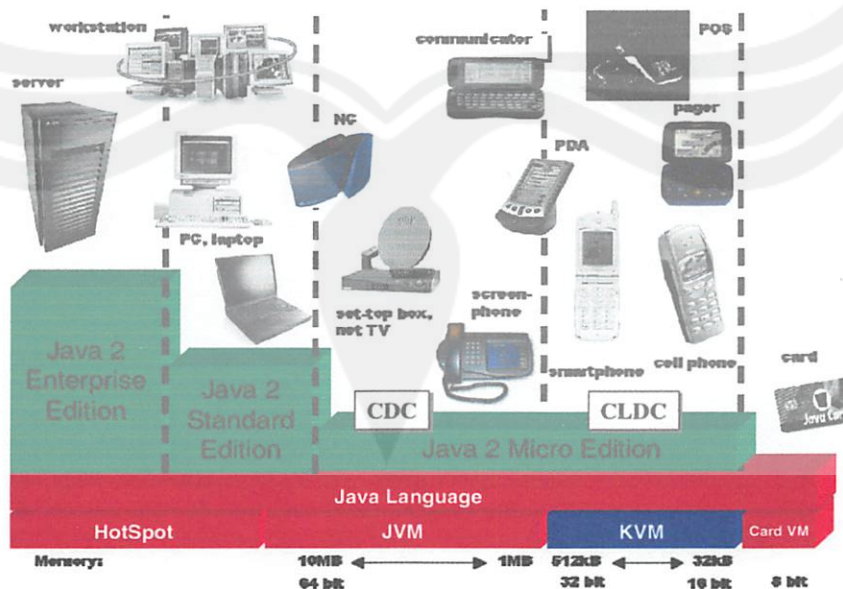 workstation
communicator
POS
server
pager
NC
PDA
PC, laptop
set-top box,
net TV
screen-
phone
smartphone
cell phone
card
Java 2
Enterprise
Edition
Java 2
Standard
Edition
CDC
CLDC
Java 2 Micro Edition
Java Language
HotSpot
JVM
KVM
Card VM
Memory:
10MB
1MB
512kB
32kB
64 bit
32 bit
16 bit
8 bit